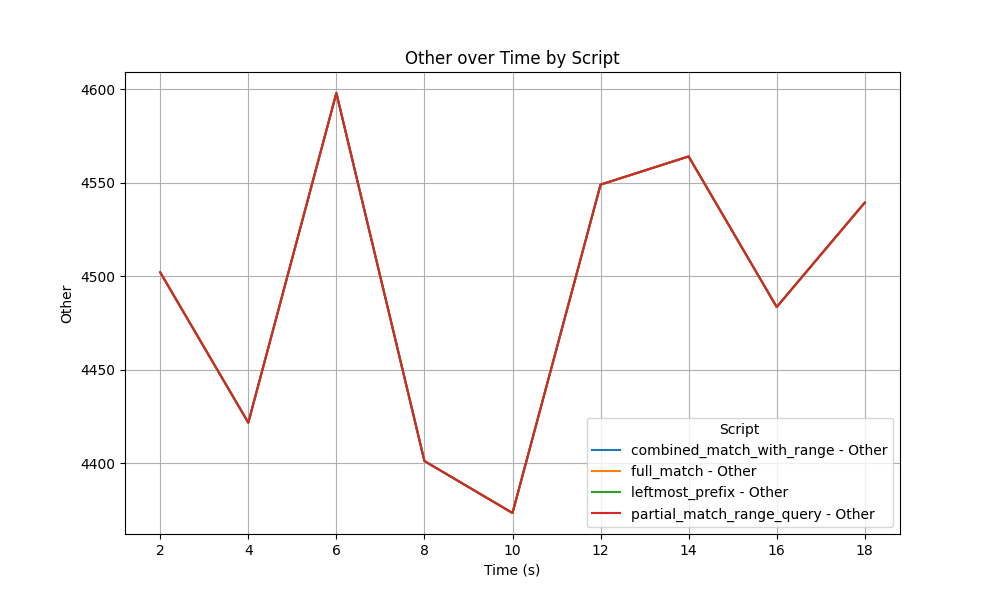 Other over Time by Script
4600
4550
4500
4450
4400
Other
2 4 6 8 10 12 14 16 18
Time (s)
Script
combined_match_with_range - Other
full_match - Other
leftmost_prefix - Other
partial_match_range_query - Other